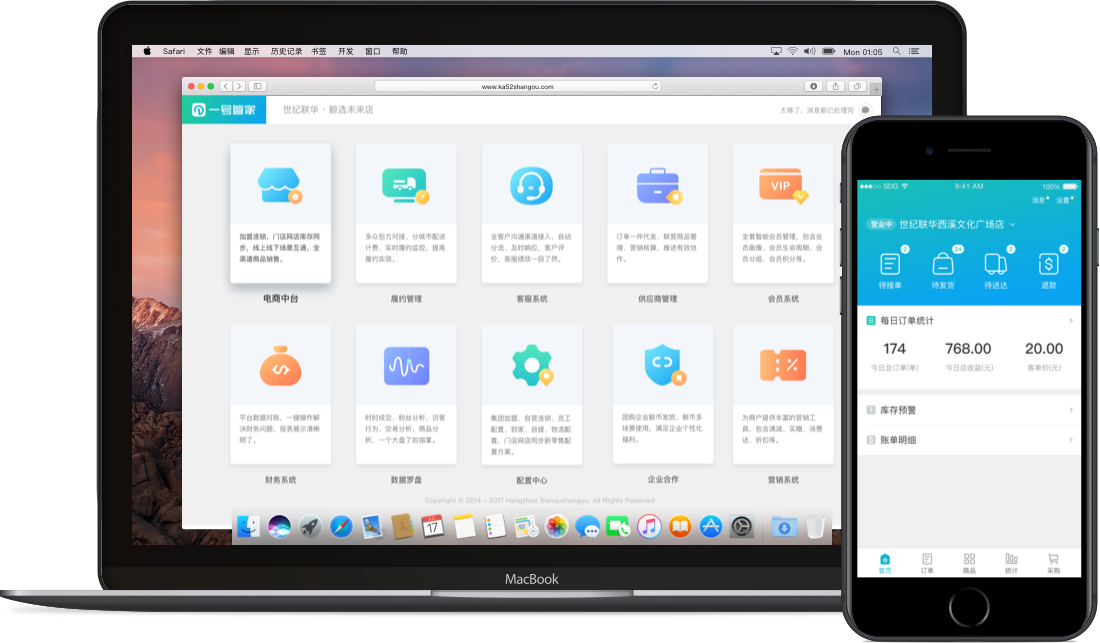 Safari 文件 编辑 显示 历史记录 书签 开发 窗口 帮助
Mon 01:05
www.ka52shangou.com
一号管家
世纪联华 · 鲸选未来店
太棒了，消息都已处理完
加盟连锁，门店网店库存同
步，线上线下场景互通，全
渠道商品销售。
电商中台
多众包方对接，分城市配送
计费，实时履约监控，提高
履约实效。
履约管理
全客户沟通渠道接入，自动
分流，及时响应，客户评
价，客服绩效一目了然。
客服系统
订单一件代发，联营商品管
理，营销核算，推进有效协
作。
供应商管理
VIP
全套智能会员管理，包含会
员画像、会员生命周期、会
员分组、会员积分等。
会员系统
平台数据对账，一键操作解
决财务问题，报表展示清晰
明了。
财务系统
时时成交、粉丝分析、访客
行为、交易分析、商品分
析，一个大盘了如指掌。
数据罗盘
集团加盟、自营连锁、员工
配置、到家、自提、物流配
置，门店网店同步新零售配
置方案。
配置中心
团购企业鲸币发放，鲸币多
场景使用，满足企业个性化
福利。
企业合作
为商户提供丰富的营销工
具，包含满减、买赠、消费
送、折扣等。
营销系统
Copyright © 2014 - 2017 Hangzhou Xianqushangou. All Rights Reserved
17
MacBook
SDG 9:41 AM 100%
消息 设置
营业中 世纪联华西溪文化广场店
2 24 2 2
待接单 待发货 待送达 退款
每日订单统计
174 768.00 20.00
今日总订单(单) 今日总收益(元) 客单价(元)
库存预警
账单明细
首页 订单 商品 统计 采购